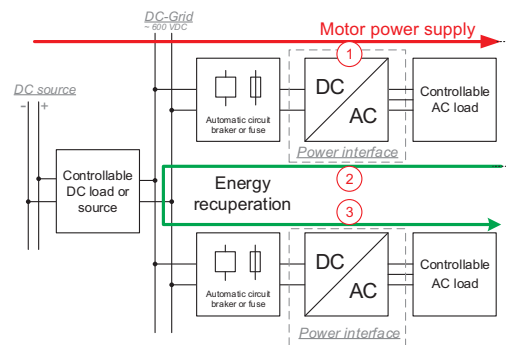 DC-Grid
~ 600 VDC
Motor power supply
1
DC source
- +
DC
AC
Automatic circuit
braker or fuse
Controllable
AC load
Power interface
Controllable
DC load or
source
2
Energy
recuperation
3
DC
AC
Automatic circuit
braker or fuse
Controllable
AC load
Power interface